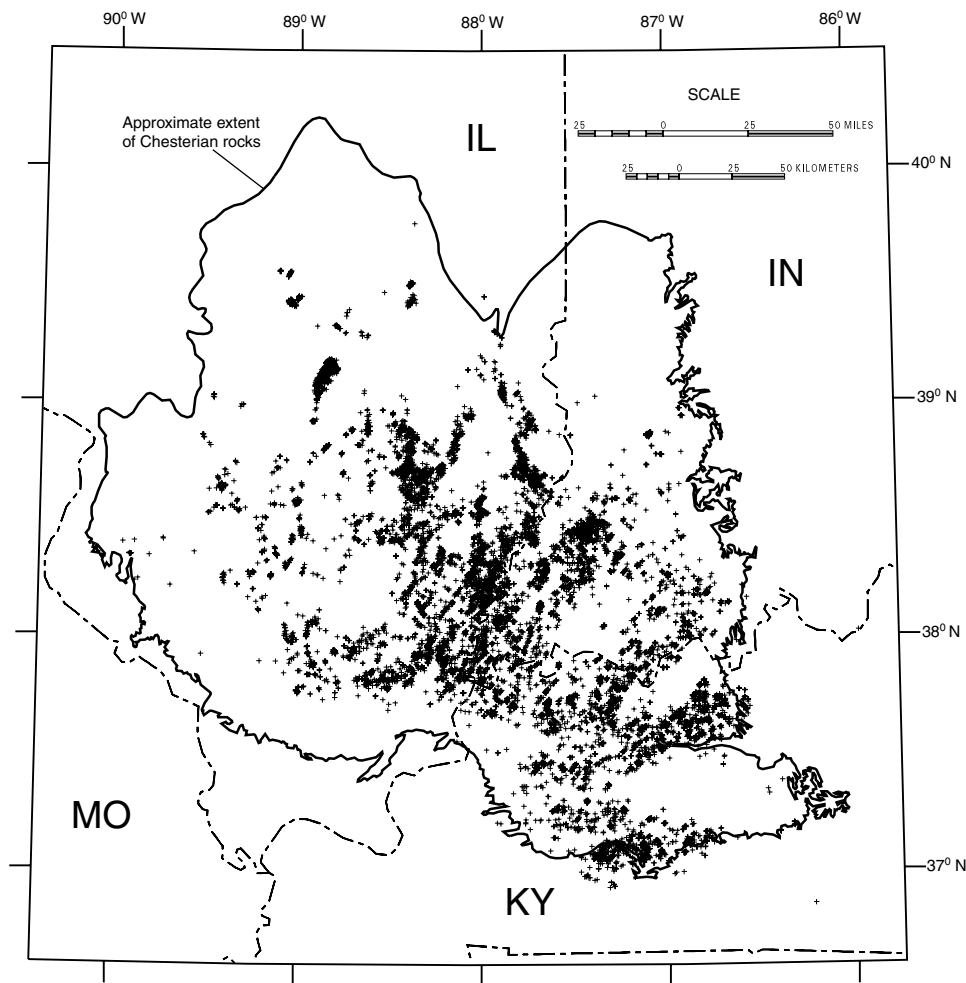 90⁰ W 89⁰ W 88⁰ W 87⁰ W 86⁰ W
SCALE
Approximate extent
of Chesterian rocks
IL
25 0 25 50 MILES
25 0 25 50 KILOMETERS
40⁰ N
IN
39⁰ N
38⁰ N
MO
37⁰ N
KY